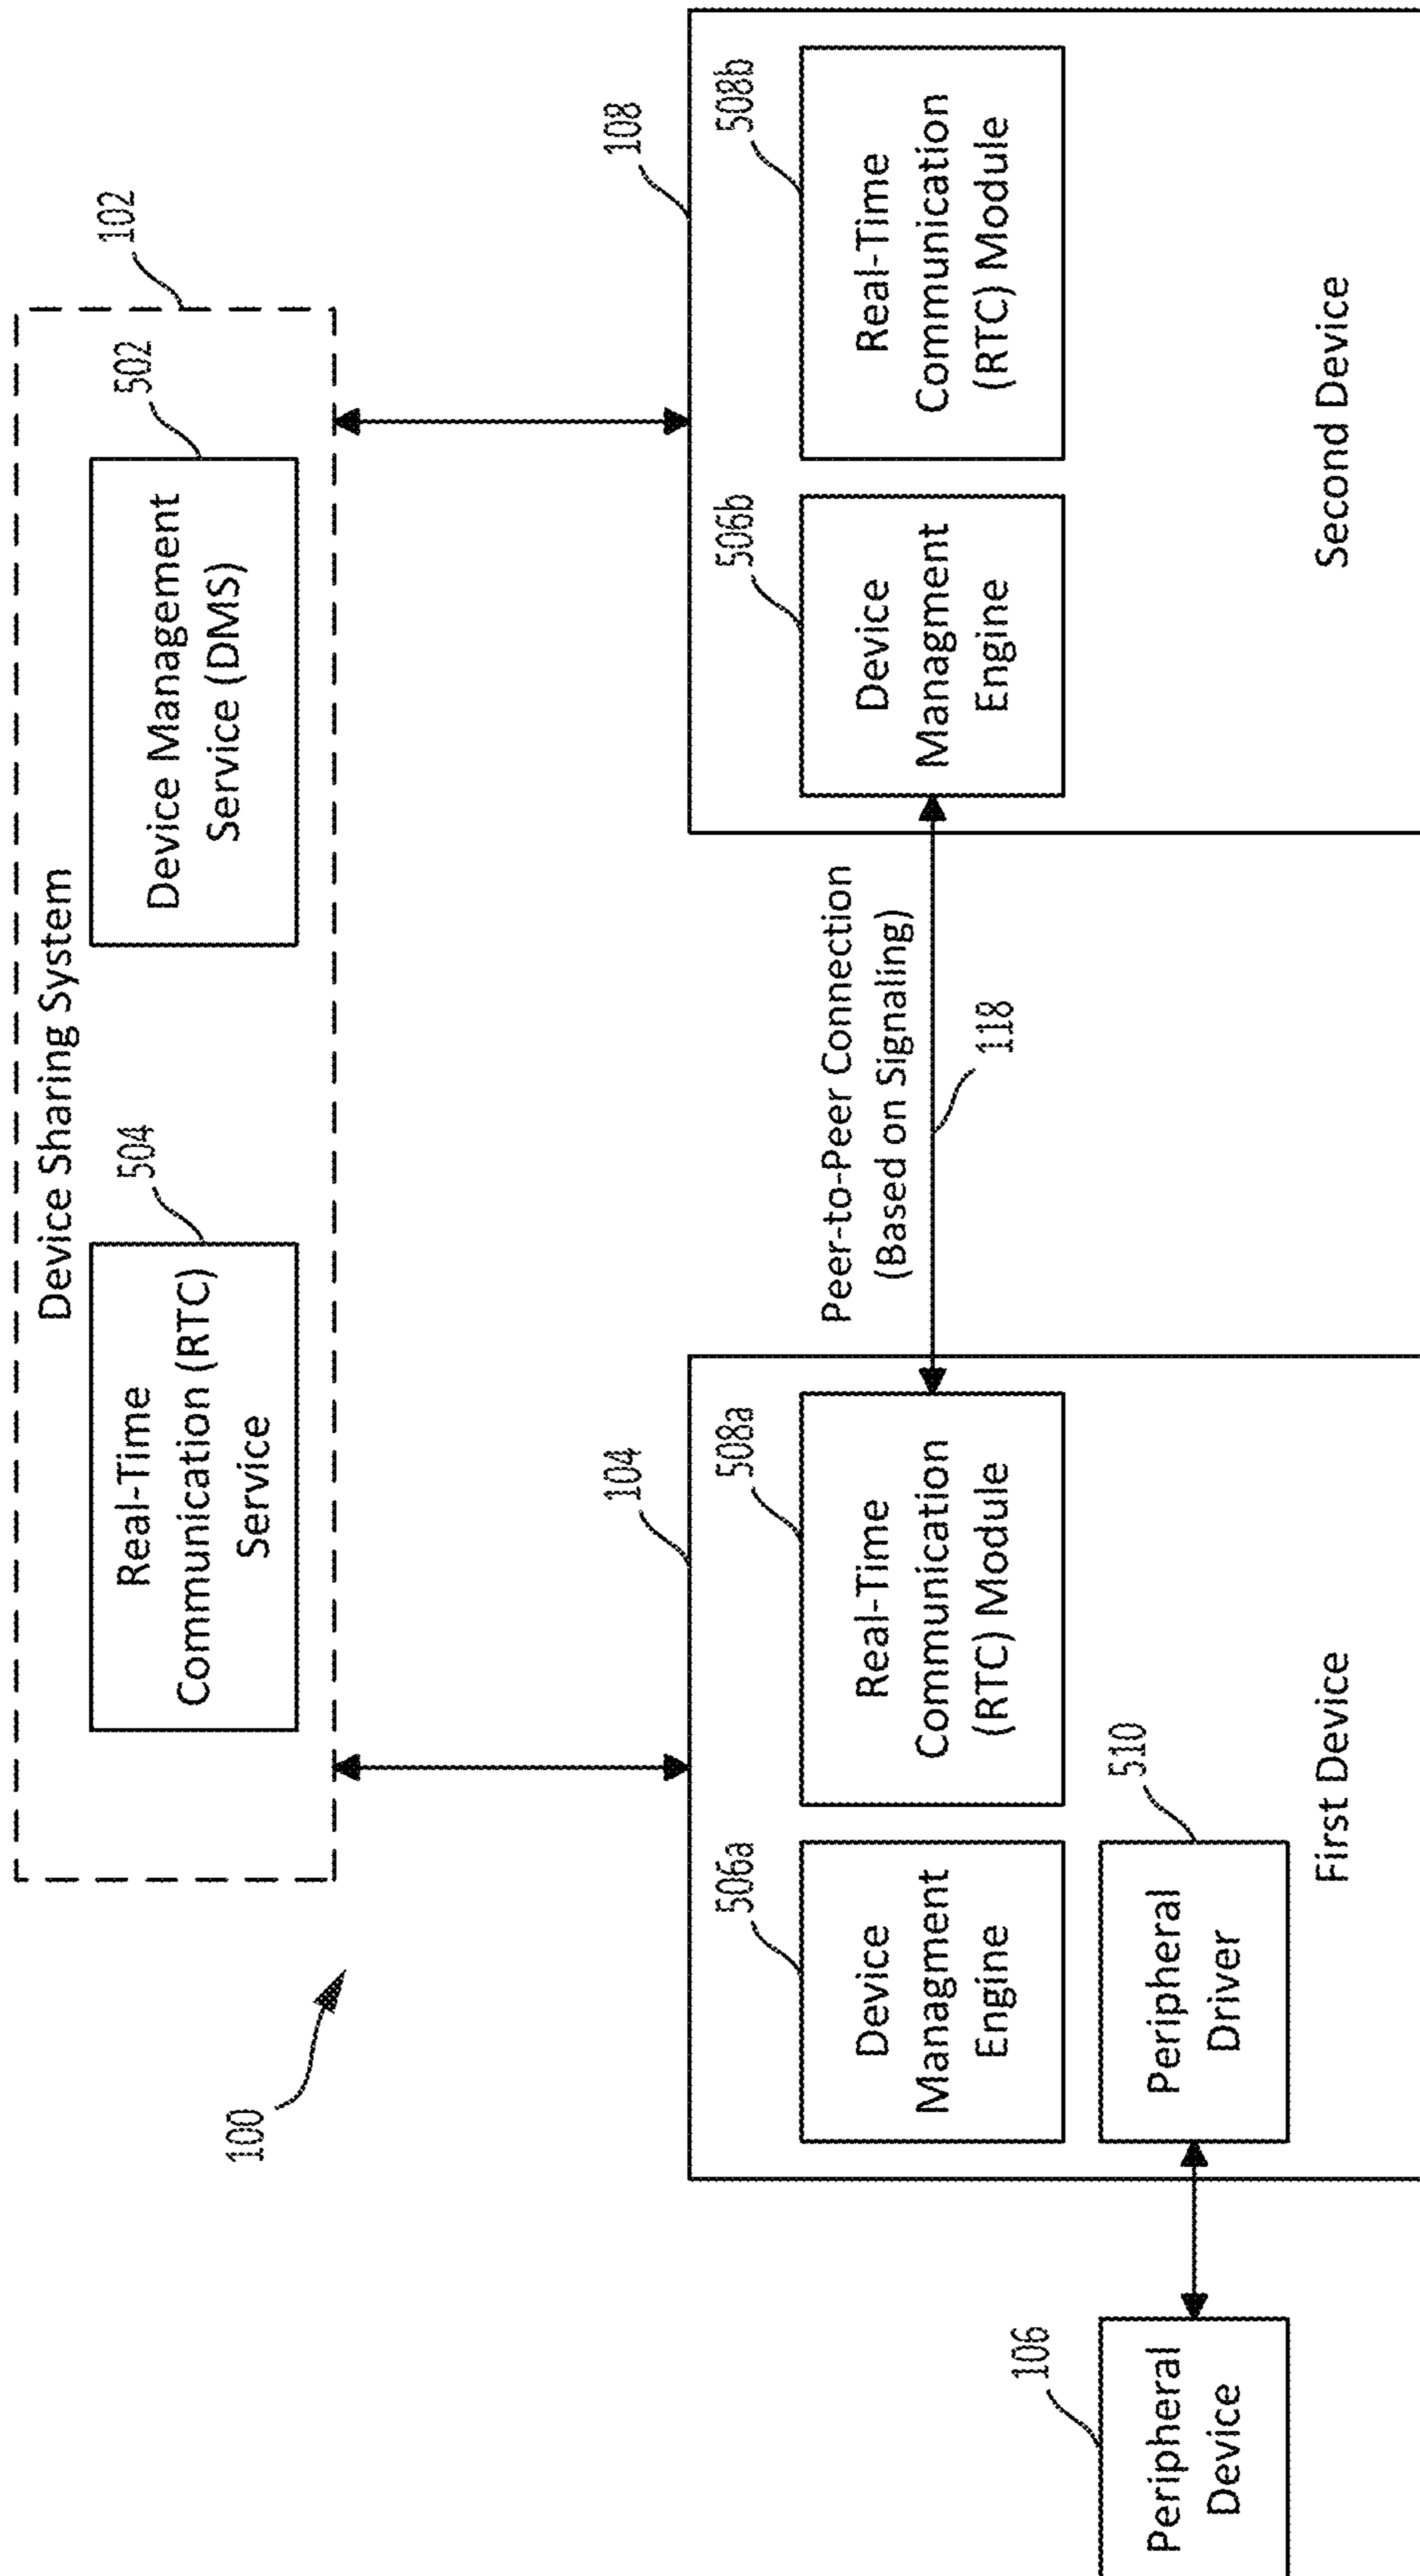 100
102
Device Sharing System
504
502
Real-Time
Communication (RTC)
Service
Device Management
Service (DMS)
104
108
506a
508a
506b
508b
Device
Managment
Engine
Real-Time
Communication
(RTC) Module
Peer-to-Peer Connection
(Based on Signaling)
118
Device
Managment
Engine
Real-Time
Communication
(RTC) Module
106
510
Peripheral
Device
Peripheral
Driver
First Device
Second Device